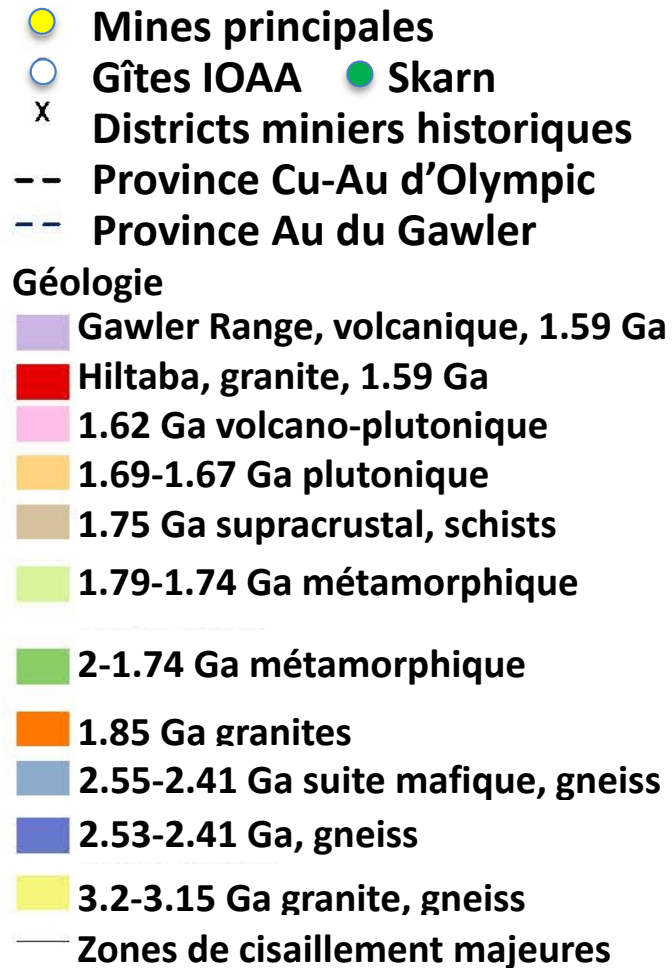 Mines principales
Gîtes IOAA Skarn
x Districts miniers historiques
-- Province Cu-Au d’Olympic
-- Province Au du Gawler
Géologie
Gawler Range, volcanique, 1.59 Ga
Hiltaba, granite, 1.59 Ga
1.62 Ga volcano-plutonique
1.69-1.67 Ga plutonique
1.75 Ga supracrustal, schists
1.79-1.74 Ga métamorphique
2-1.74 Ga métamorphique
1.85 Ga granites
2.55-2.41 Ga suite mafique, gneiss
2.53-2.41 Ga, gneiss
3.2-3.15 Ga granite, gneiss
Zones de cisaillement majeures